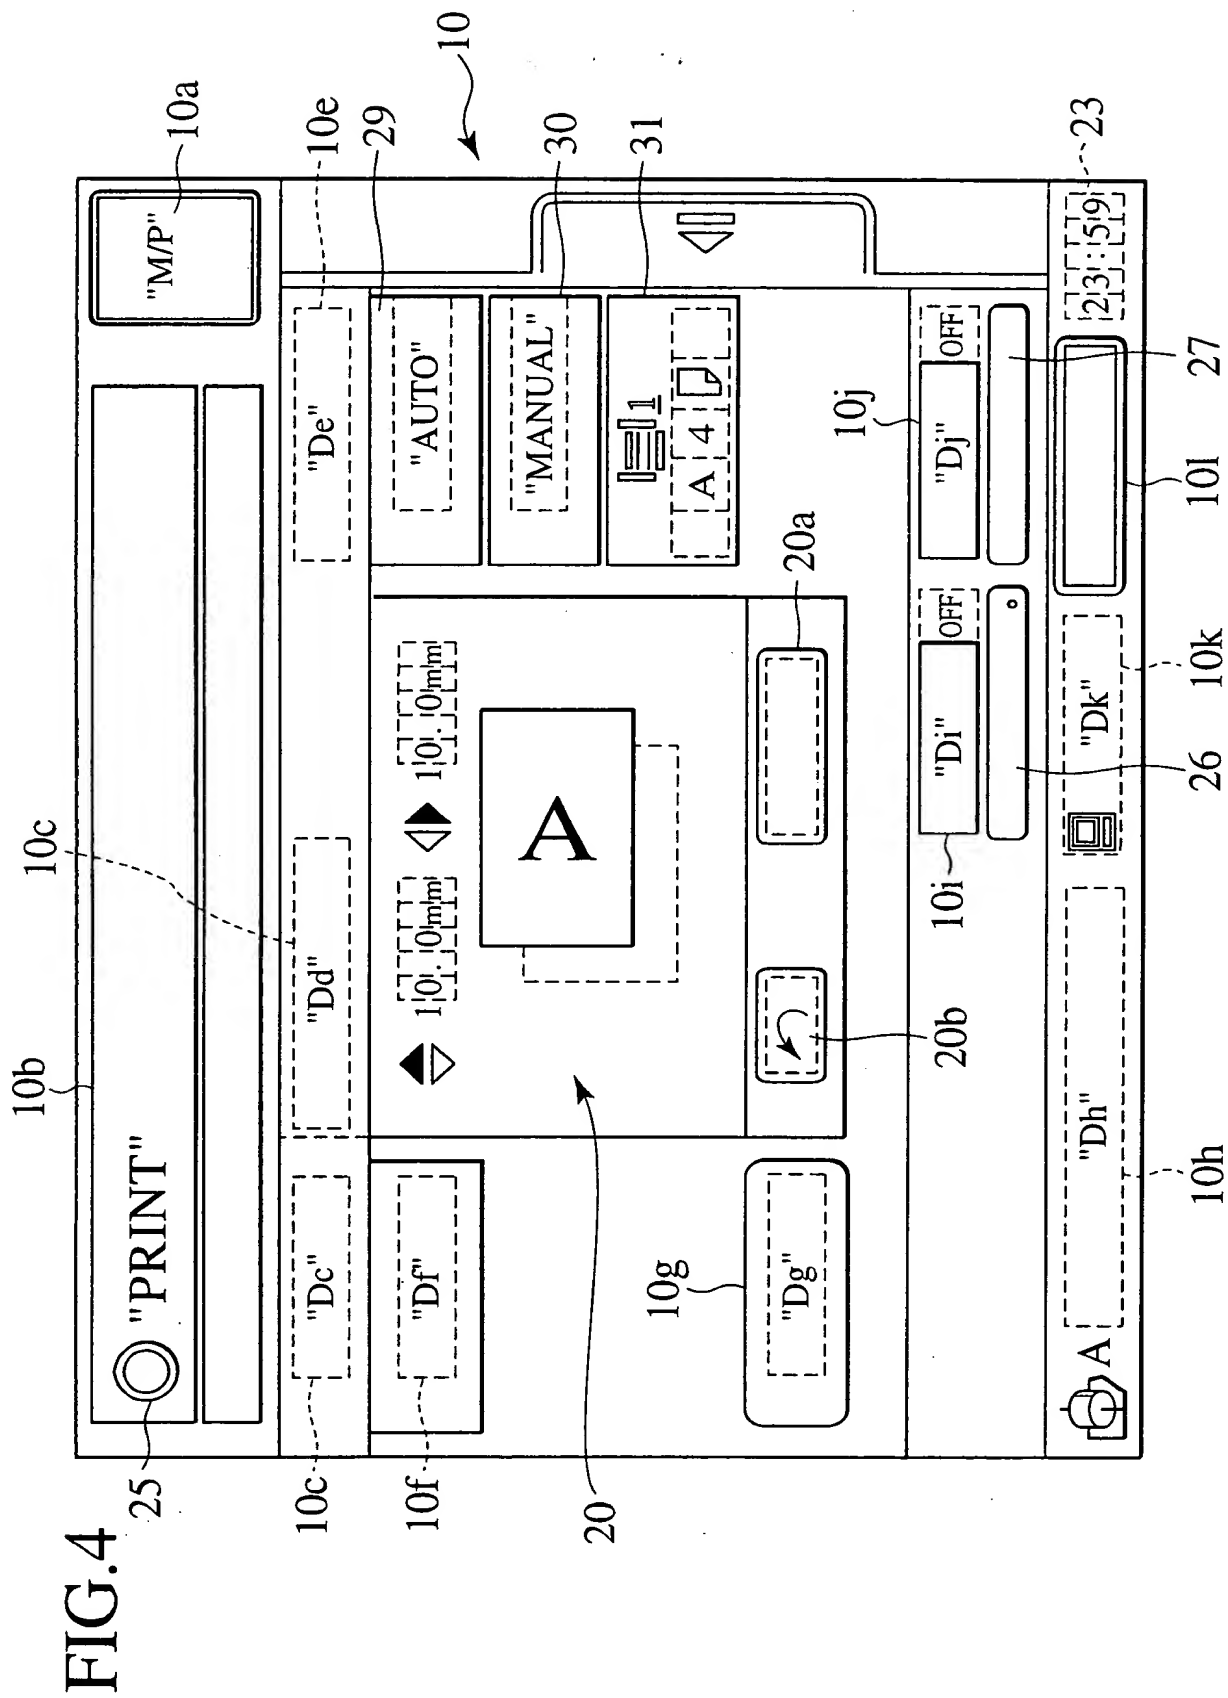 FIG.4
25
10b
10c
10a
"PRINT"
"M/P"
10c
"Dc"
"Dd"
"De"
10e
10
10f
"Df"
10.0mm
10.0mm
"AUTO"
29
A
"MANUAL"
30
1
A 4
31
20
10g
"Dg"
20b
20a
10i
"Di"
OFF
10j
"Dj"
OFF
26
27
A
"Dh"
"Dk"
23:59
23
10h
10k
10l